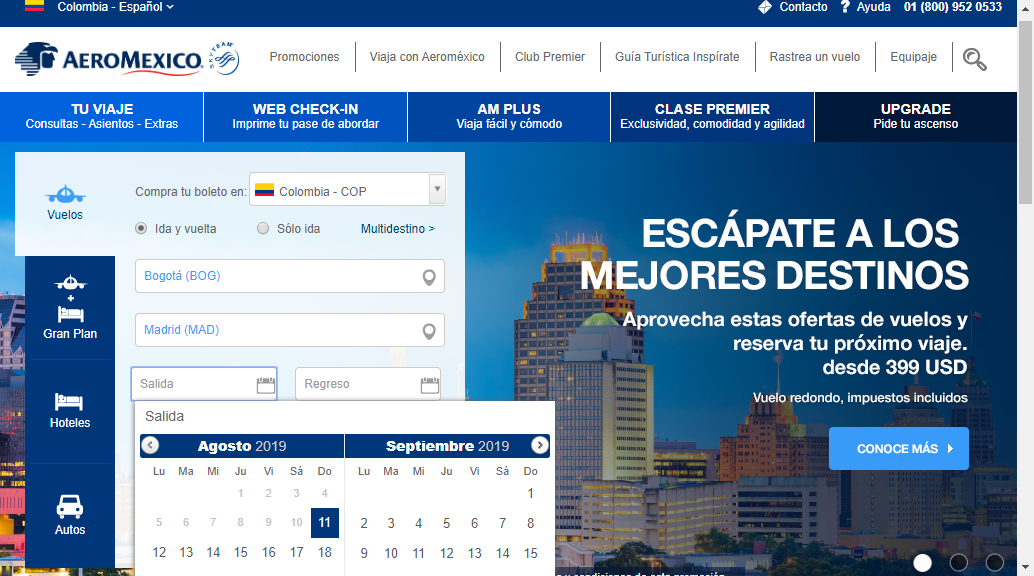 Colombia - Español
Contacto
? Ayuda
01 (800) 952 0533
AEROMEXICO.
SKYTEAM
Promociones
Viaja con Aeroméxico
Club Premier
Guía Turística Inspírate
Rastrea un vuelo
Equipaje
TU VIAJE
Consultas - Asientos - Extras
WEB CHECK-IN
Imprime tu pase de abordar
AM PLUS
Viaja fácil y cómodo
CLASE PREMIER
Exclusividad, comodidad y agilidad
UPGRADE
Pide tu ascenso
Vuelos
+
Gran Plan
Hoteles
Autos
Compra tu boleto en:
Colombia - COP
Ida y vuelta
Sólo ida
Multidestino >
Bogotá (BOG)
Madrid (MAD)
Salida
Regreso
Salida
Agosto 2019
Lu Ma Mi Ju Vi Sá Do
1 2 3 4
5 6 7 8 9 10 11
12 13 14 15 16 17 18
Septiembre 2019
Lu Ma Mi Ju Vi Sá Do
1
2 3 4 5 6 7 8
9 10 11 12 13 14 15
ESCÁPATE A LOS
MEJORES DESTINOS
Aprovecha estas ofertas de vuelos y
reserva tu próximo viaje.
desde 399 USD
Vuelo redondo, impuestos incluidos
CONOCE MÁS